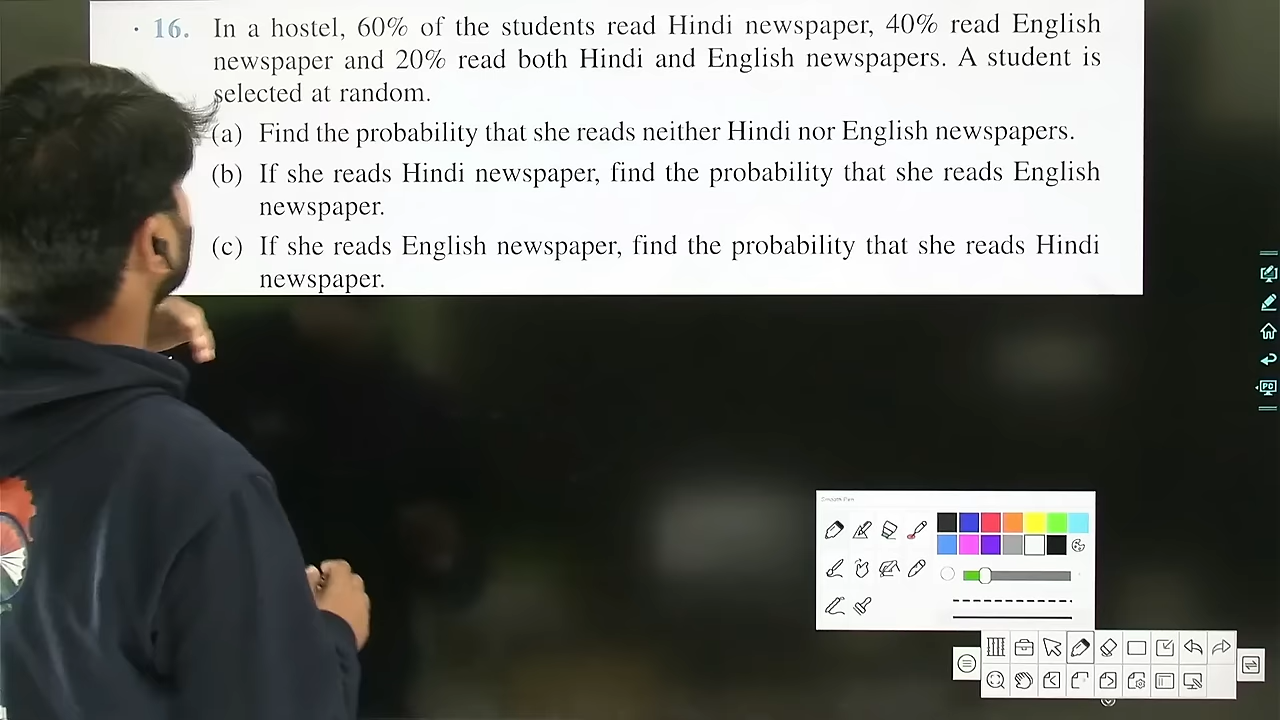 · 16. In a hostel, 60% of the students read Hindi newspaper, 40% read English
newspaper and 20% read both Hindi and English newspapers. A student is
selected at random.
(a) Find the probability that she reads neither Hindi nor English newspapers.
(b) If she reads Hindi newspaper, find the probability that she reads English
newspaper.
(c) If she reads English newspaper, find the probability that she reads Hindi
newspaper.
PD